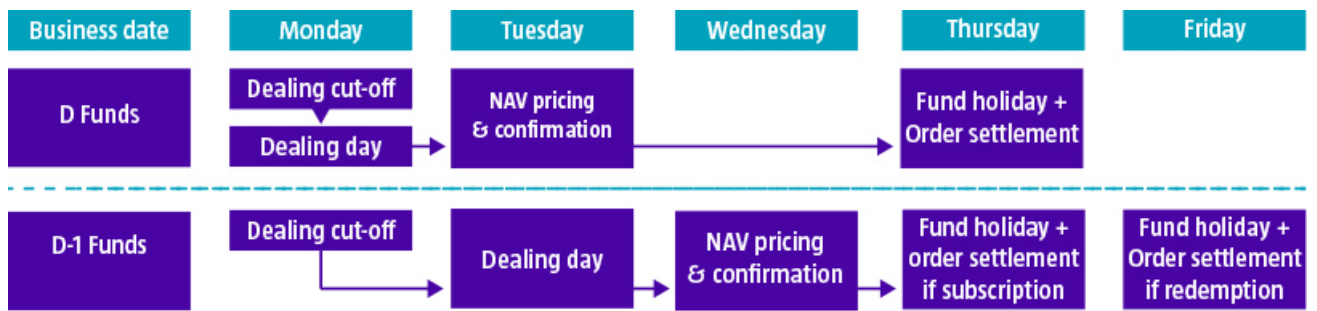 Business date
Monday
Tuesday
Wednesday
Thursday
Friday
D Funds
Dealing cut-off
Dealing day
NAV pricing
& confirmation
Fund holiday +
Order settlement
D-1 Funds
Dealing cut-off
Dealing day
NAV pricing
& confirmation
Fund holiday +
order settlement
if subscription
Fund holiday +
Order settlement
if redemption